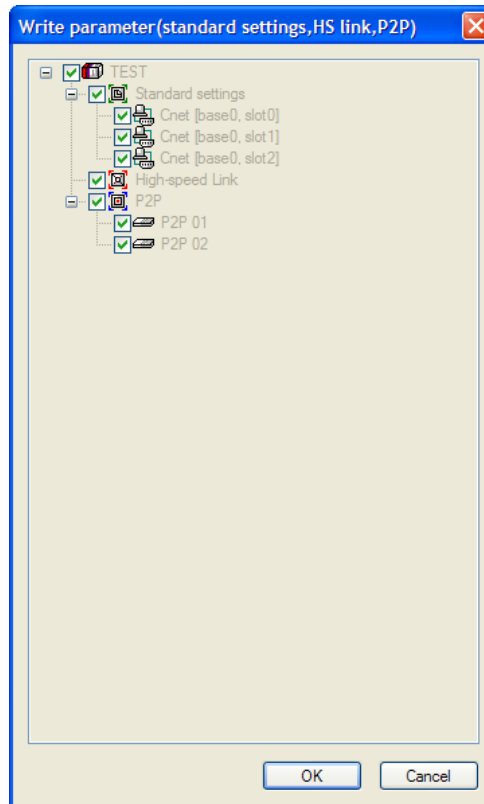 Write parameter(standard settings,HS link,P2P)
TEST
Standard settings
Cnet [base0, slot0]
Cnet [base0, slot1]
Cnet [base0, slot2]
High-speed Link
P2P
P2P 01
P2P 02
OK
Cancel